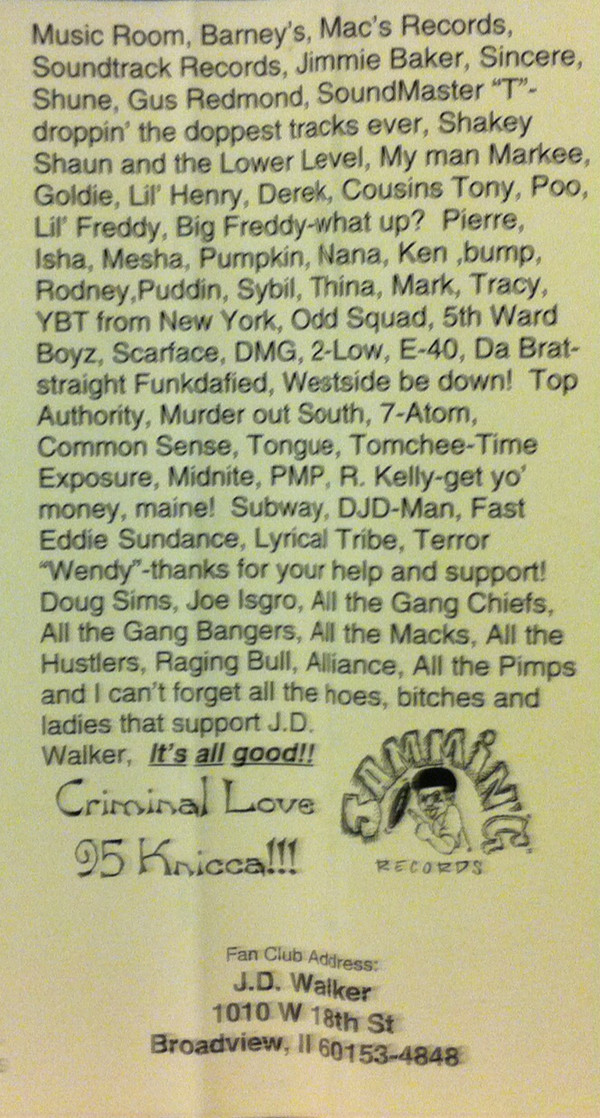 Music Room, Barney's, Mac's Records,
Soundtrack Records, Jimmie Baker, Sincere,
Shune, Gus Redmond, SoundMaster “T”-
droppin' the doppest tracks ever, Shakey
Shaun and the Lower Level, My man Markee,
Goldie, Lil' Henry, Derek, Cousins Tony, Poo,
Lil' Freddy, Big Freddy-what up?  Pierre,
Isha, Mesha, Pumpkin, Nana, Ken ,bump,
Rodney,Puddin, Sybil, Thina, Mark, Tracy,
YBT from New York, Odd Squad, 5th Ward
Boyz, Scarface, DMG, 2-Low, E-40, Da Brat-
straight Funkdafied, Westside be down!  Top
Authority, Murder out South, 7-Atom,
Common Sense, Tongue, Tomchee-Time
Exposure, Midnite, PMP, R. Kelly-get yo'
money, maine!  Subway, DJD-Man, Fast
Eddie Sundance, Lyrical Tribe, Terror
“Wendy”-thanks for your help and support!
Doug Sims, Joe Isgro, All the Gang Chiefs,
All the Gang Bangers, All the Macks, All the
Hustlers, Raging Bull, Alliance, All the Pimps
and I can't forget all the hoes, bitches and
ladies that support J.D.
Walker,  It's all good!!
Criminal Love
95 Knicca!!!
JAMMiN'G
RECORDS
Fan Club Address:
J.D. Walker
1010 W 18th St
Broadview, Il 60153-4848